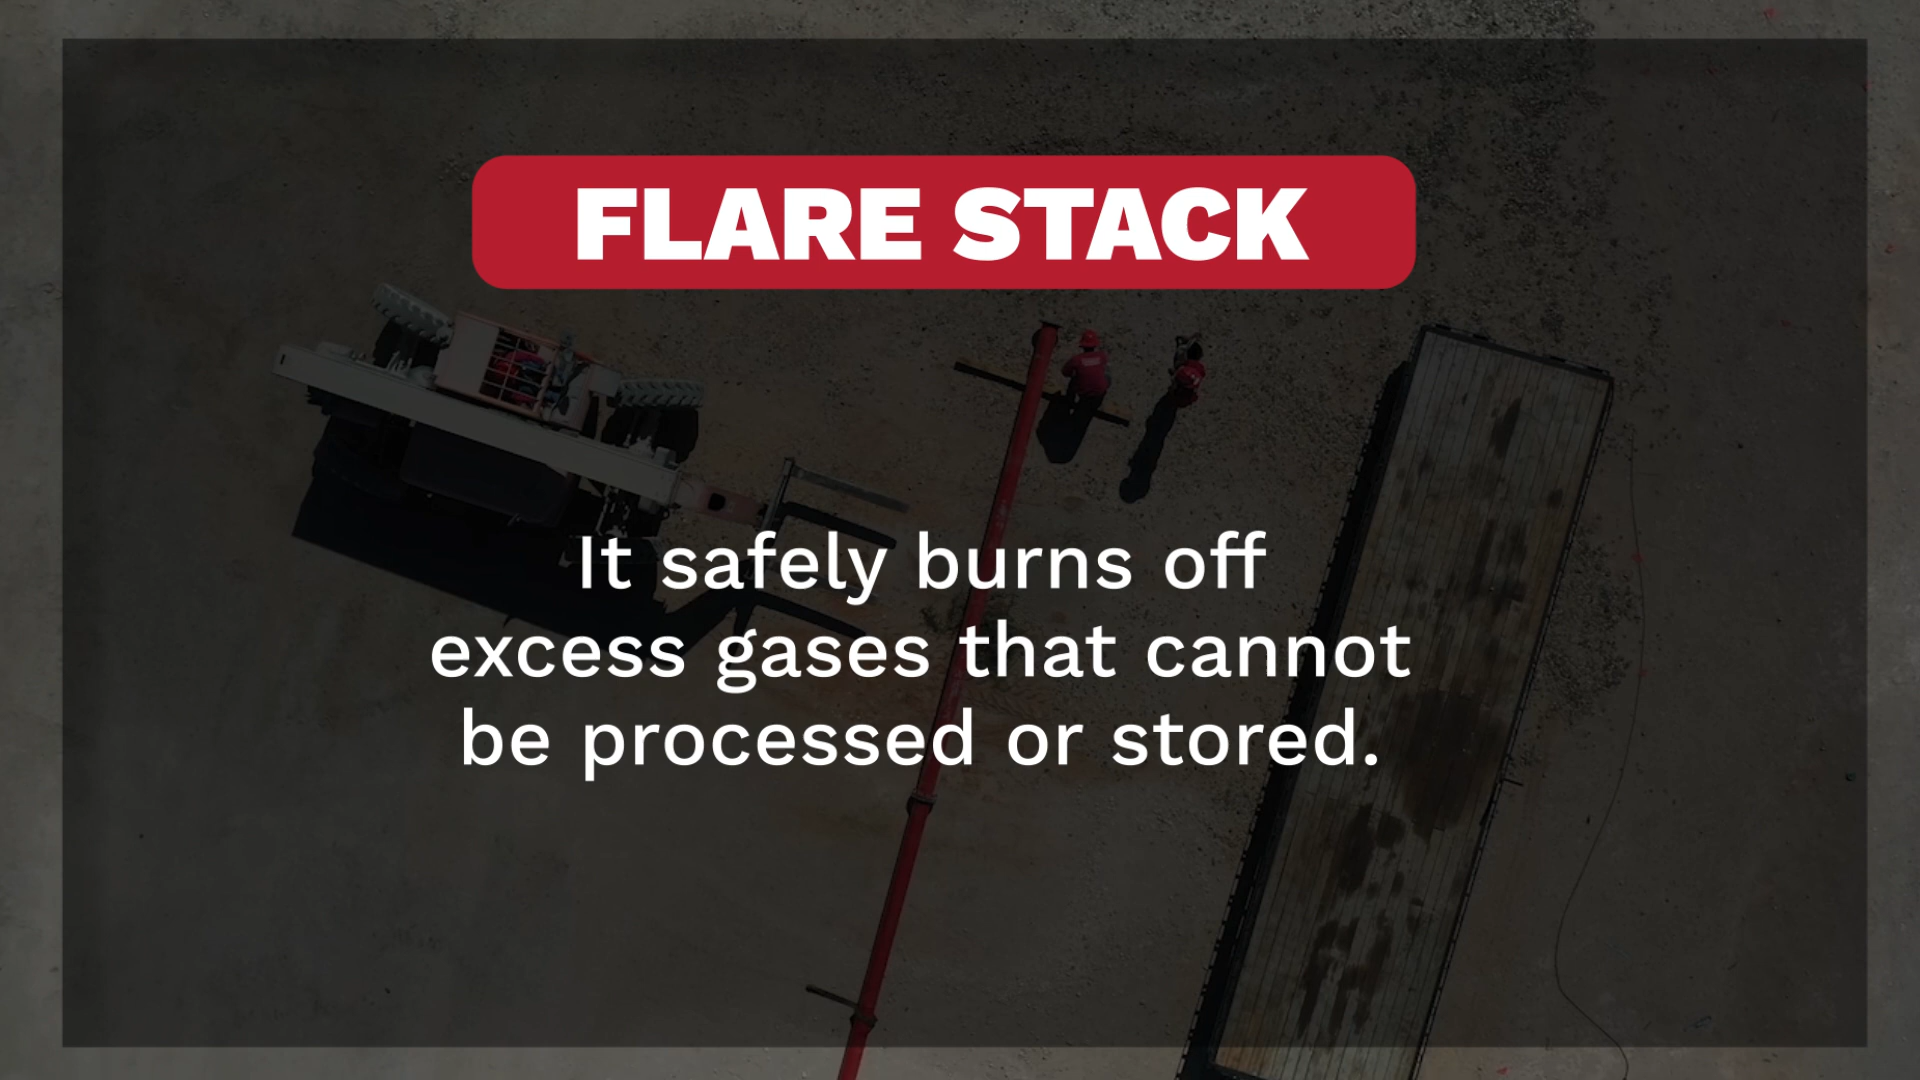 FLARE STACK
It safely burns off
excess gases that cannot
be processed or stored.